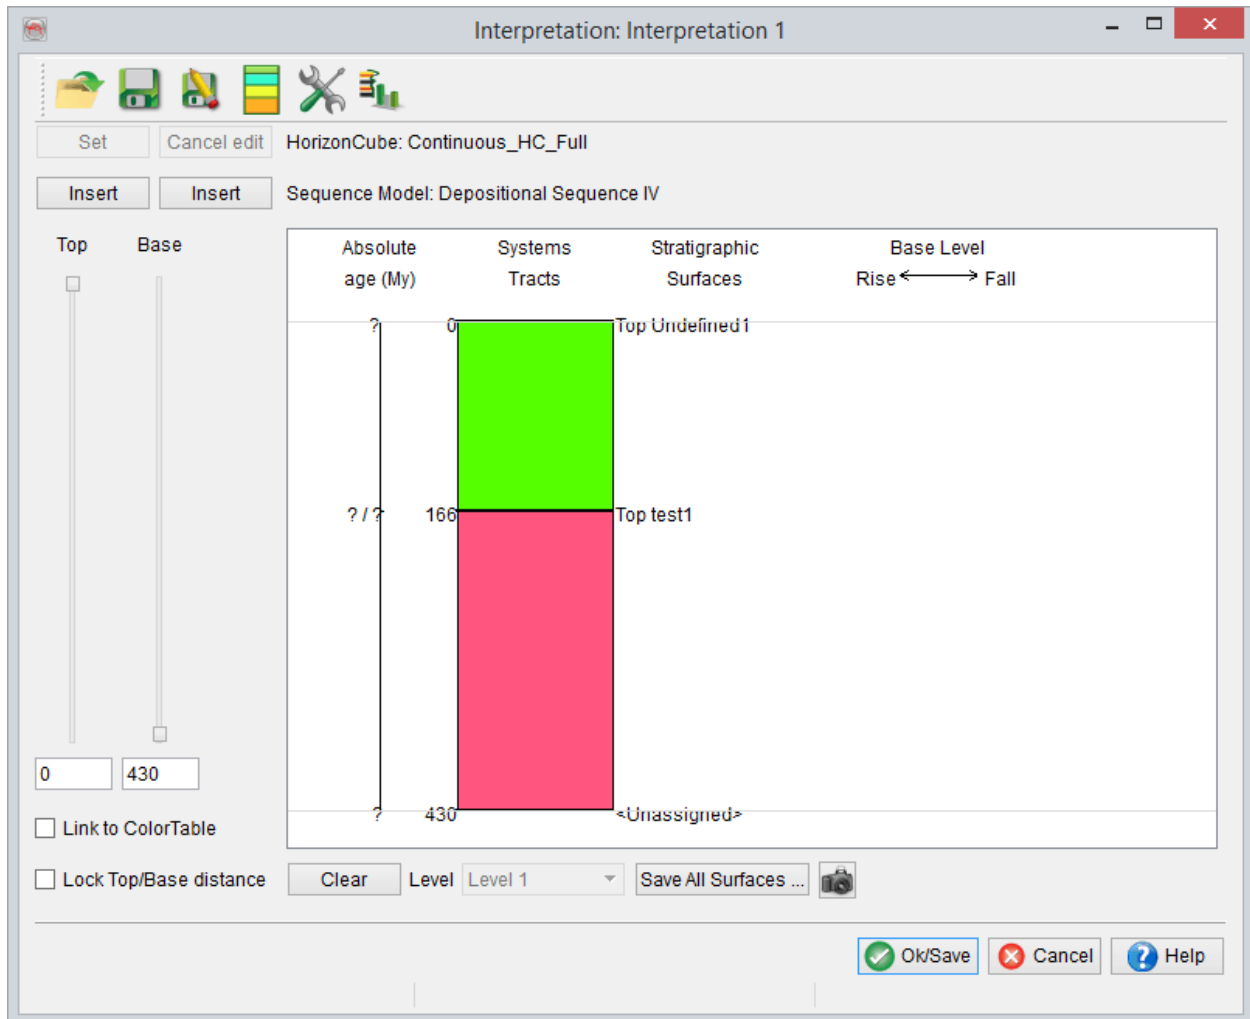 Interpretation: Interpretation 1
Set Cancel edit HorizonCube: Continuous_HC_Full
Insert Insert Sequence Model: Depositional Sequence IV
Top Base
Absolute age (My)
Systems Tracts
Stratigraphic Surfaces
Base Level
Rise Fall
? 0 Top Undefined1
? / ? 166 Top test1
? 430 <Unassigned>
0 430
Link to ColorTable
Lock Top/Base distance Clear Level Level 1 Save All Surfaces ...
Ok/Save Cancel Help